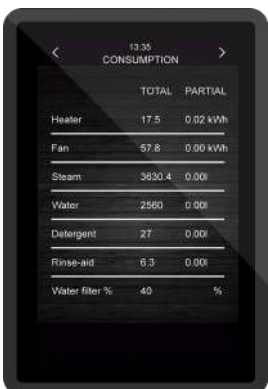 13:35
CONSUMPTION
TOTAL PARTIAL
Heater 17.5 0.02 kWh
Fan 57.8 0.00 kWh
Steam 3630.4 0.00l
Water 2560 0.00l
Detergent 27 0.00l
Rinse-aid 6.3 0.00l
Water filter % 40 %